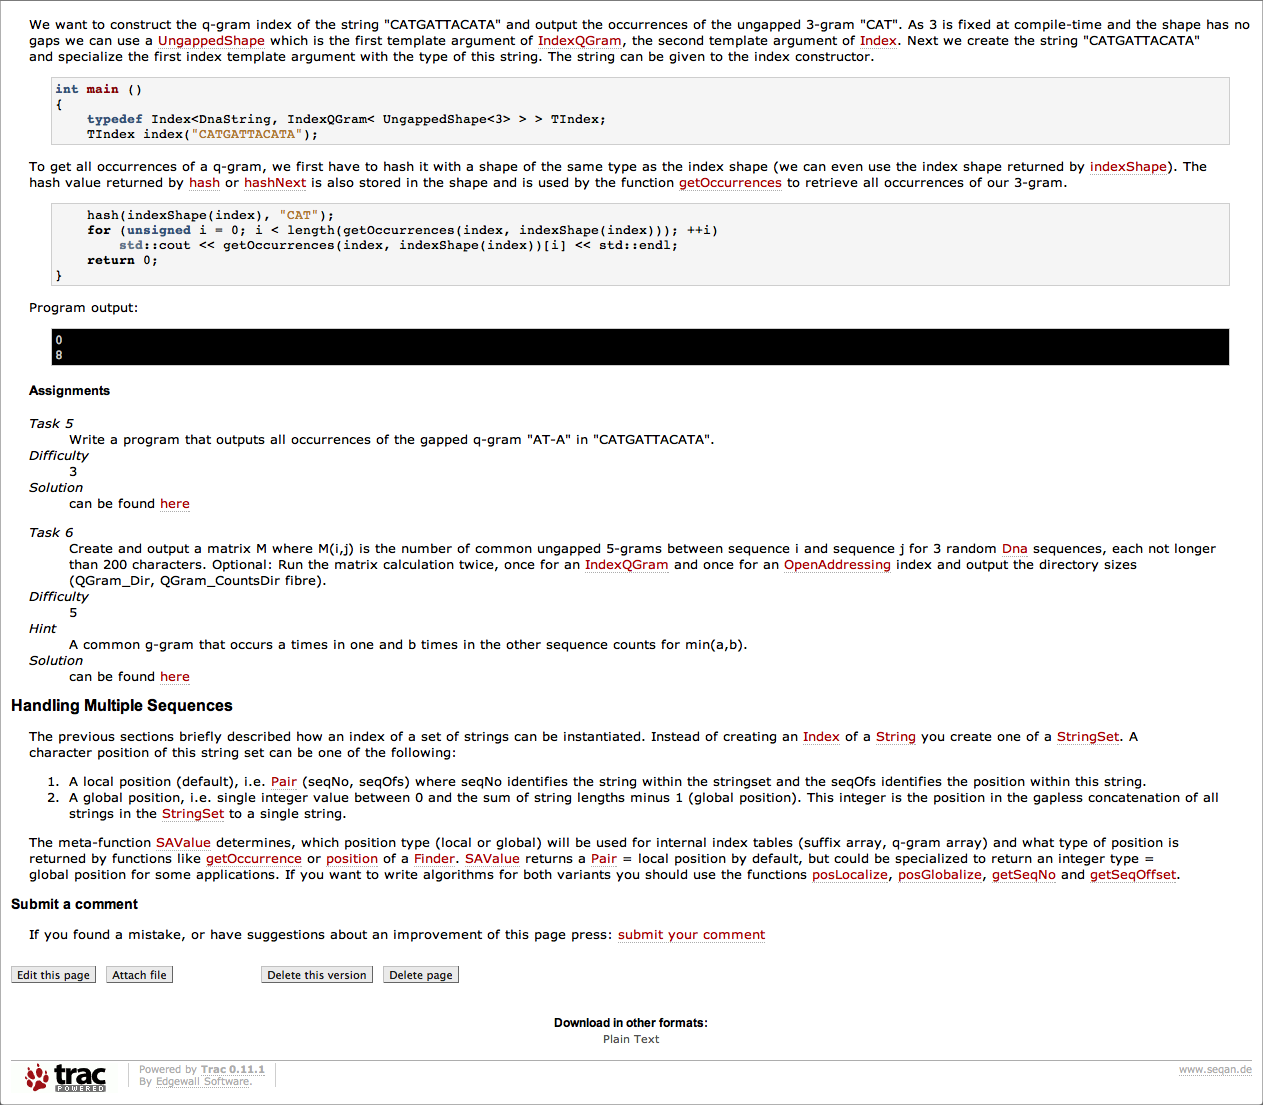 We want to construct the q-gram index of the string "CATGATTACATA" and output the occurrences of the ungapped 3-gram "CAT". As 3 is fixed at compile-time and the shape has no
gaps we can use a UngappedShape which is the first template argument of IndexQGram, the second template argument of Index. Next we create the string "CATGATTACATA"
and specialize the first index template argument with the type of this string. The string can be given to the index constructor.
int main ()
{
    typedef Index<DnaString, IndexQGram< UngappedShape<3> > > TIndex;
    TIndex index("CATGATTACATA");
To get all occurrences of a q-gram, we first have to hash it with a shape of the same type as the index shape (we can even use the index shape returned by indexShape). The
hash value returned by hash or hashNext is also stored in the shape and is used by the function getOccurrences to retrieve all occurrences of our 3-gram.
    hash(indexShape(index), "CAT");
    for (unsigned i = 0; i < length(getOccurrences(index, indexShape(index))); ++i)
        std::cout << getOccurrences(index, indexShape(index))[i] << std::endl;
    return 0;
}
Program output:
0
8
Assignments
Task 5
Write a program that outputs all occurrences of the gapped q-gram "AT-A" in "CATGATTACATA".
Difficulty
3
Solution
can be found here
Task 6
Create and output a matrix M where M(i,j) is the number of common ungapped 5-grams between sequence i and sequence j for 3 random Dna sequences, each not longer
than 200 characters. Optional: Run the matrix calculation twice, once for an IndexQGram and once for an OpenAddressing index and output the directory sizes
(QGram_Dir, QGram_CountsDir fibre).
Difficulty
5
Hint
A common g-gram that occurs a times in one and b times in the other sequence counts for min(a,b).
Solution
can be found here
Handling Multiple Sequences
The previous sections briefly described how an index of a set of strings can be instantiated. Instead of creating an Index of a String you create one of a StringSet. A
character position of this string set can be one of the following:
1. A local position (default), i.e. Pair (seqNo, seqOfs) where seqNo identifies the string within the stringset and the seqOfs identifies the position within this string.
2. A global position, i.e. single integer value between 0 and the sum of string lengths minus 1 (global position). This integer is the position in the gapless concatenation of all
strings in the StringSet to a single string.
The meta-function SAValue determines, which position type (local or global) will be used for internal index tables (suffix array, q-gram array) and what type of position is
returned by functions like getOccurrence or position of a Finder. SAValue returns a Pair = local position by default, but could be specialized to return an integer type =
global position for some applications. If you want to write algorithms for both variants you should use the functions posLocalize, posGlobalize, getSeqNo and getSeqOffset.
Submit a comment
If you found a mistake, or have suggestions about an improvement of this page press: submit your comment
Edit this page Attach file Delete this version Delete page
Download in other formats:
Plain Text
trac POWERED
Powered by Trac 0.11.1
By Edgewall Software.
www.seqan.de